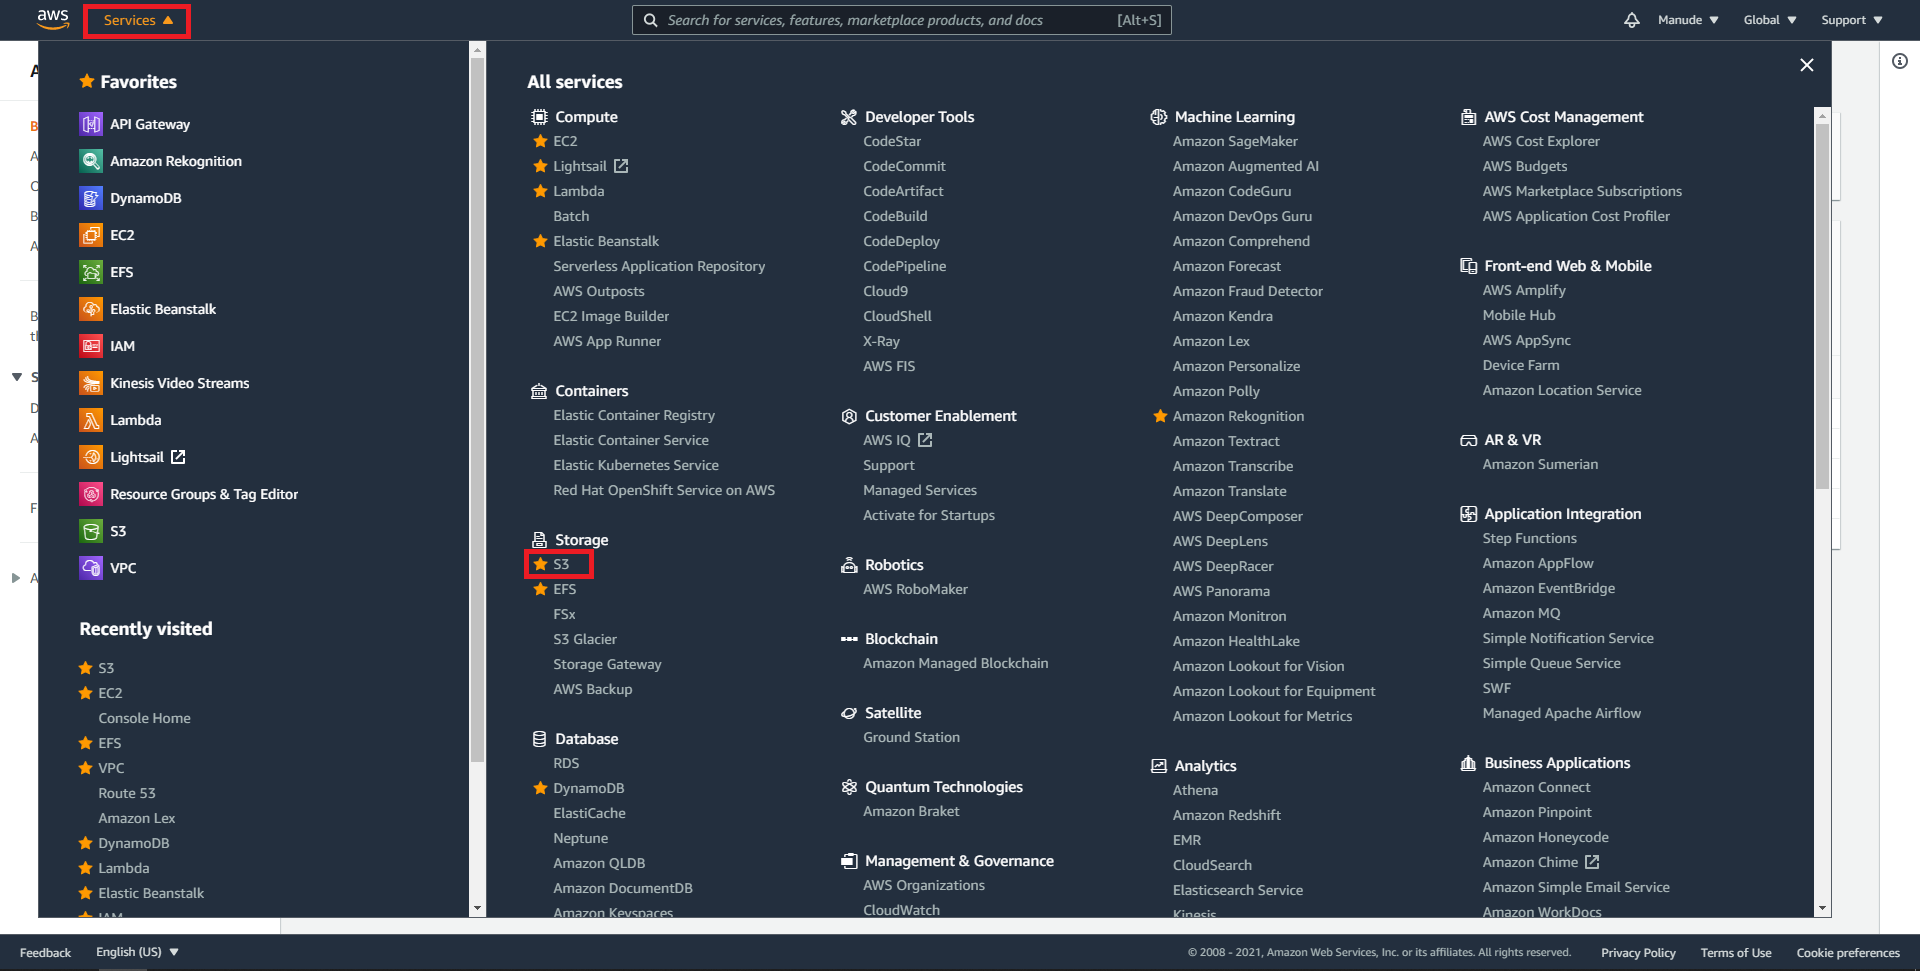 aws
Services
Search for services, features, marketplace products, and docs
[Alt+S]
Manude
Global
Support
Favorites
API Gateway
Amazon Rekognition
DynamoDB
EC2
EFS
Elastic Beanstalk
IAM
Kinesis Video Streams
Lambda
Lightsail
Resource Groups & Tag Editor
S3
VPC
Recently visited
S3
EC2
Console Home
EFS
VPC
Route 53
Amazon Lex
DynamoDB
Lambda
Elastic Beanstalk
IAM
All services
Compute
EC2
Lightsail
Lambda
Batch
Elastic Beanstalk
Serverless Application Repository
AWS Outposts
EC2 Image Builder
AWS App Runner
Containers
Elastic Container Registry
Elastic Container Service
Elastic Kubernetes Service
Red Hat OpenShift Service on AWS
Storage
S3
EFS
FSx
S3 Glacier
Storage Gateway
AWS Backup
Database
RDS
DynamoDB
ElastiCache
Neptune
Amazon QLDB
Amazon DocumentDB
Amazon Keyspaces
Developer Tools
CodeStar
CodeCommit
CodeArtifact
CodeBuild
CodeDeploy
CodePipeline
Cloud9
CloudShell
X-Ray
AWS FIS
Customer Enablement
AWS IQ
Support
Managed Services
Activate for Startups
Robotics
AWS RoboMaker
Blockchain
Amazon Managed Blockchain
Satellite
Ground Station
Quantum Technologies
Amazon Braket
Management & Governance
AWS Organizations
CloudWatch
Machine Learning
Amazon SageMaker
Amazon Augmented AI
Amazon CodeGuru
Amazon DevOps Guru
Amazon Comprehend
Amazon Forecast
Amazon Fraud Detector
Amazon Kendra
Amazon Lex
Amazon Personalize
Amazon Polly
Amazon Rekognition
Amazon Textract
Amazon Transcribe
Amazon Translate
AWS DeepComposer
AWS DeepLens
AWS DeepRacer
AWS Panorama
Amazon Monitron
Amazon HealthLake
Amazon Lookout for Vision
Amazon Lookout for Equipment
Amazon Lookout for Metrics
Analytics
Athena
Amazon Redshift
EMR
CloudSearch
Elasticsearch Service
Kinesis
AWS Cost Management
AWS Cost Explorer
AWS Budgets
AWS Marketplace Subscriptions
AWS Application Cost Profiler
Front-end Web & Mobile
AWS Amplify
Mobile Hub
AWS AppSync
Device Farm
Amazon Location Service
AR & VR
Amazon Sumerian
Application Integration
Step Functions
Amazon AppFlow
Amazon EventBridge
Amazon MQ
Simple Notification Service
Simple Queue Service
SWF
Managed Apache Airflow
Business Applications
Amazon Connect
Amazon Pinpoint
Amazon Honeycode
Amazon Chime
Amazon Simple Email Service
Amazon WorkDocs
Feedback
English (US)
© 2008 - 2021, Amazon Web Services, Inc. or its affiliates. All rights reserved.
Privacy Policy
Terms of Use
Cookie preferences